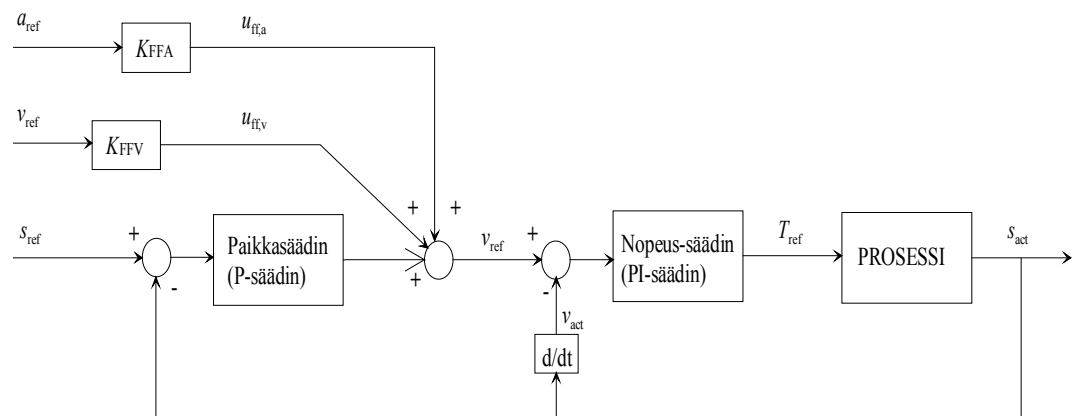 a_ref
K_FFA
u_ff,a
v_ref
K_FFV
u_ff,v
+
+
s_ref
+
-
Paikkasäädin
(P-säädin)
+
v_ref
+
-
Nopeus-säädin
(PI-säädin)
T_ref
PROSESSI
s_act
v_act
d/dt